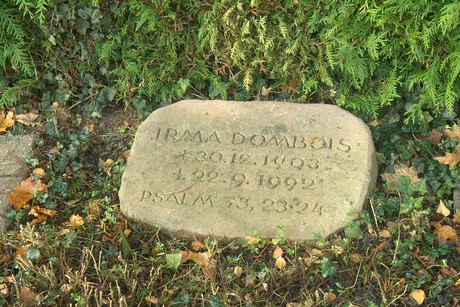 IRMA DOMBOIS
* 30.12.1903
† 22.9.1992
PSALM 73.23-24